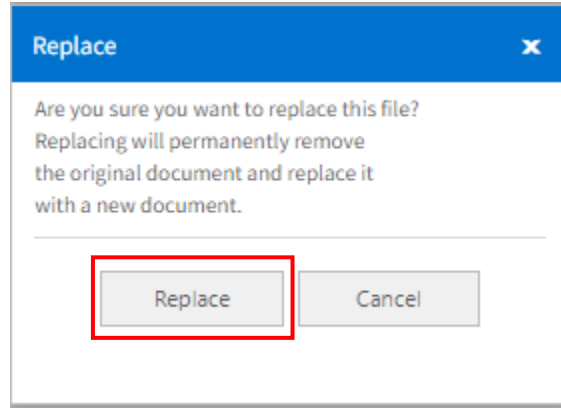 Replace
Are you sure you want to replace this file?
Replacing will permanently remove
the original document and replace it
with a new document.
Replace
Cancel